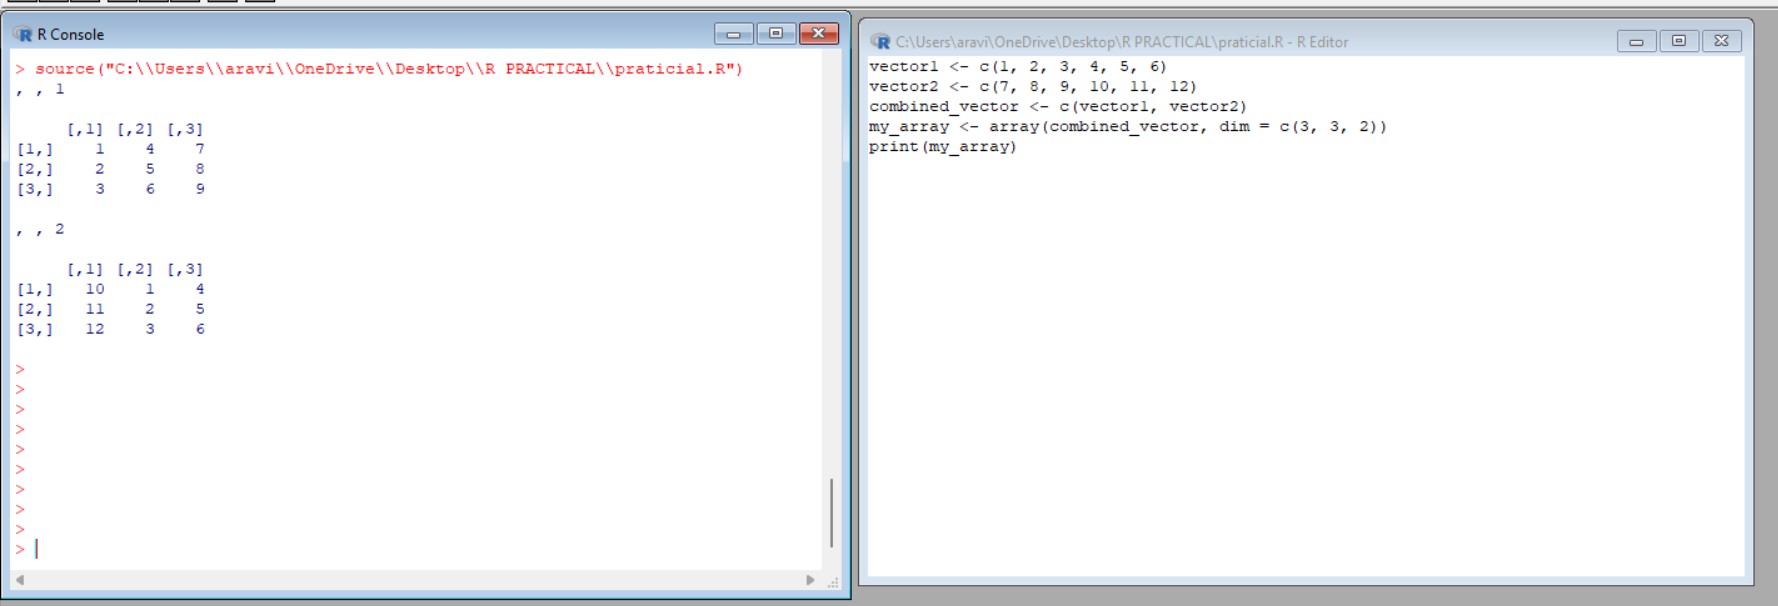 R Console
> source("C:\\Users\\aravi\\OneDrive\\Desktop\\R PRACTICAL\\praticial.R")
, , 1
     [,1] [,2] [,3]
[1,]    1    4    7
[2,]    2    5    8
[3,]    3    6    9
, , 2
     [,1] [,2] [,3]
[1,]   10    1    4
[2,]   11    2    5
[3,]   12    3    6
>
>
>
>
>
>
>
>
>
>
C:\Users\aravi\OneDrive\Desktop\R PRACTICAL\praticial.R - R Editor
vector1 <- c(1, 2, 3, 4, 5, 6)
vector2 <- c(7, 8, 9, 10, 11, 12)
combined_vector <- c(vector1, vector2)
my_array <- array(combined_vector, dim = c(3, 3, 2))
print(my_array)